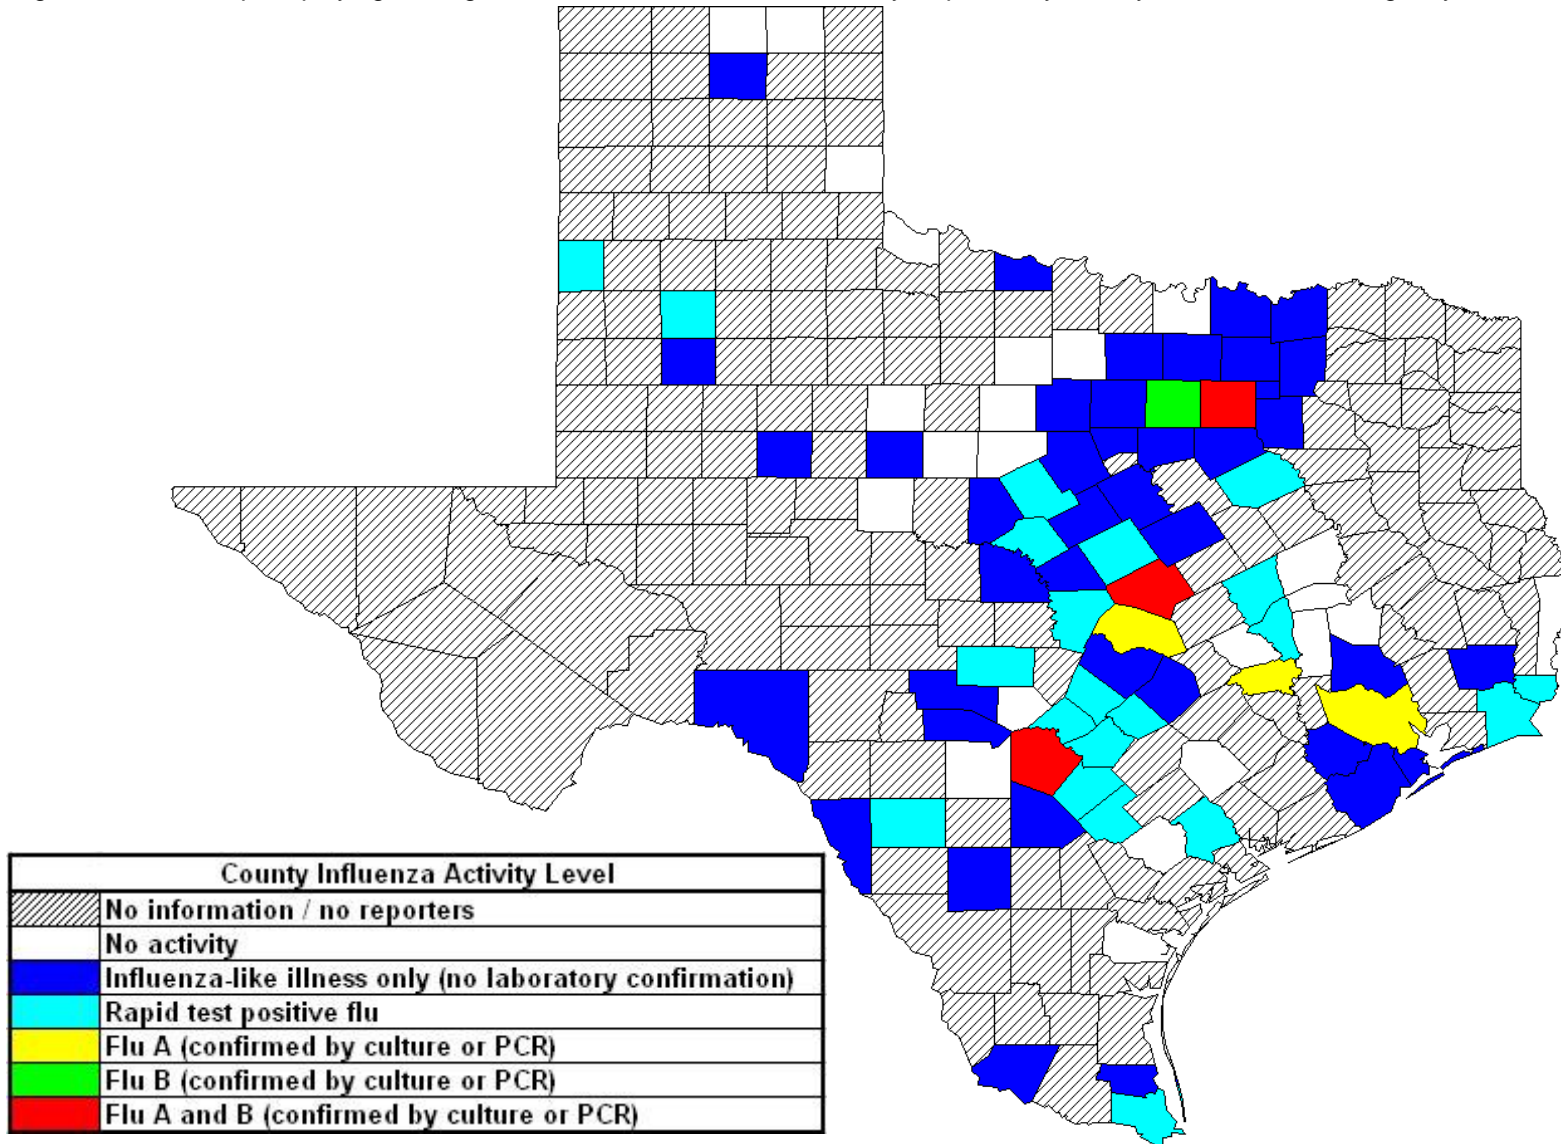 County Influenza Activity Level
No information / no reporters
No activity
Influenza-like illness only (no laboratory confirmation)
Rapid test positive flu
Flu A (confirmed by culture or PCR)
Flu B (confirmed by culture or PCR)
Flu A and B (confirmed by culture or PCR)